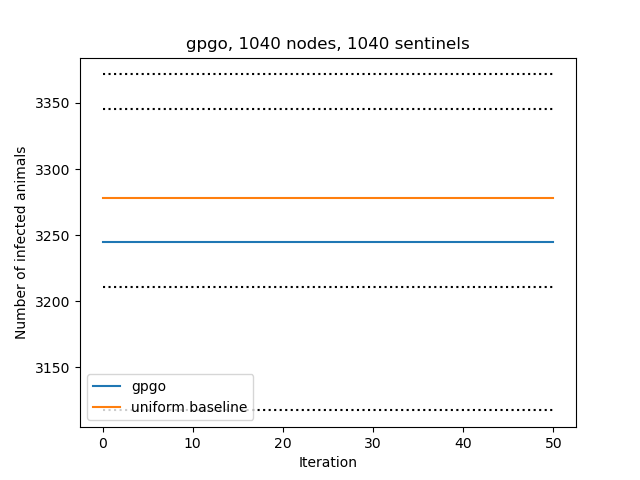 gpgo, 1040 nodes, 1040 sentinels
Number of infected animals
3350
3300
3250
3200
3150
gpgo
uniform baseline
0 10 20 30 40 50
Iteration